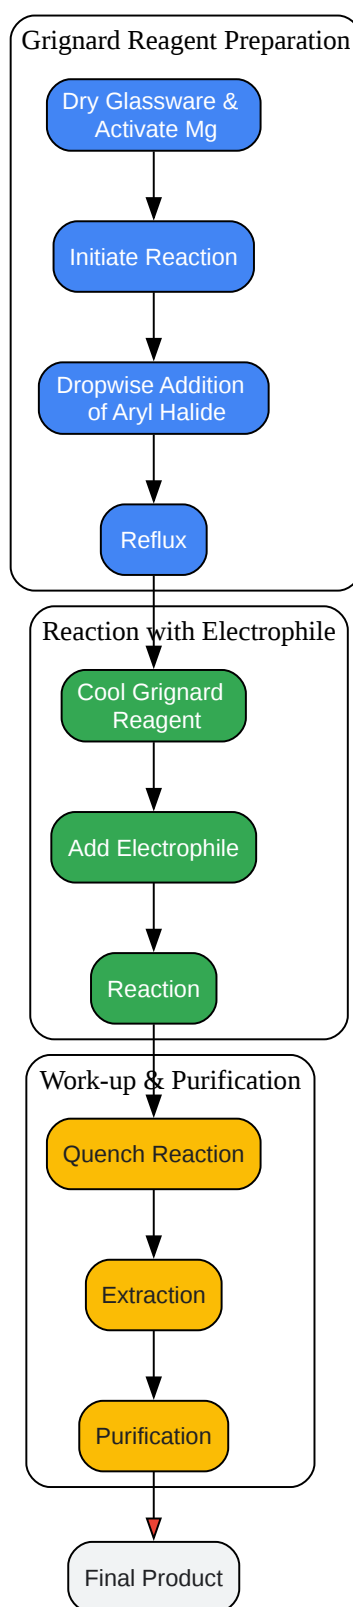 Grignard Reagent Preparation
Dry Glassware &
Activate Mg
Initiate Reaction
Dropwise Addition
of Aryl Halide
Reflux
Reaction with Electrophile
Cool Grignard
Reagent
Add Electrophile
Reaction
Work-up & Purification
Quench Reaction
Extraction
Purification
Final Product